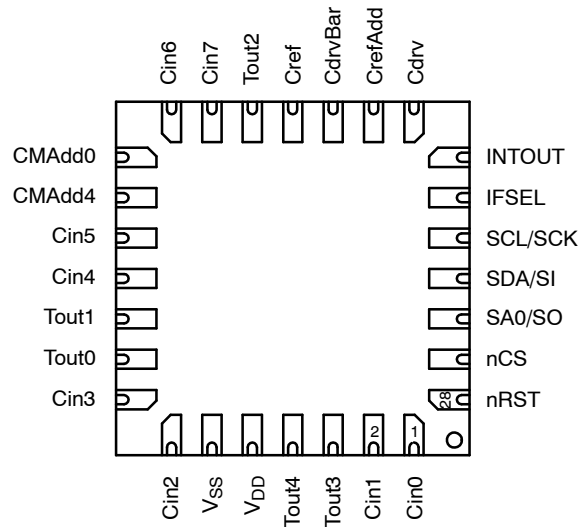 Cin6
Cin7
Tout2
Cref
CdrvBar
CrefAdd
Cdrv
CMAdd0
CMAdd4
Cin5
Cin4
Tout1
Tout0
Cin3
INTOUT
IFSEL
SCL/SCK
SDA/SI
SA0/SO
nCS
nRST
28
2
1
Cin2
VSS
VDD
Tout4
Tout3
Cin1
Cin0